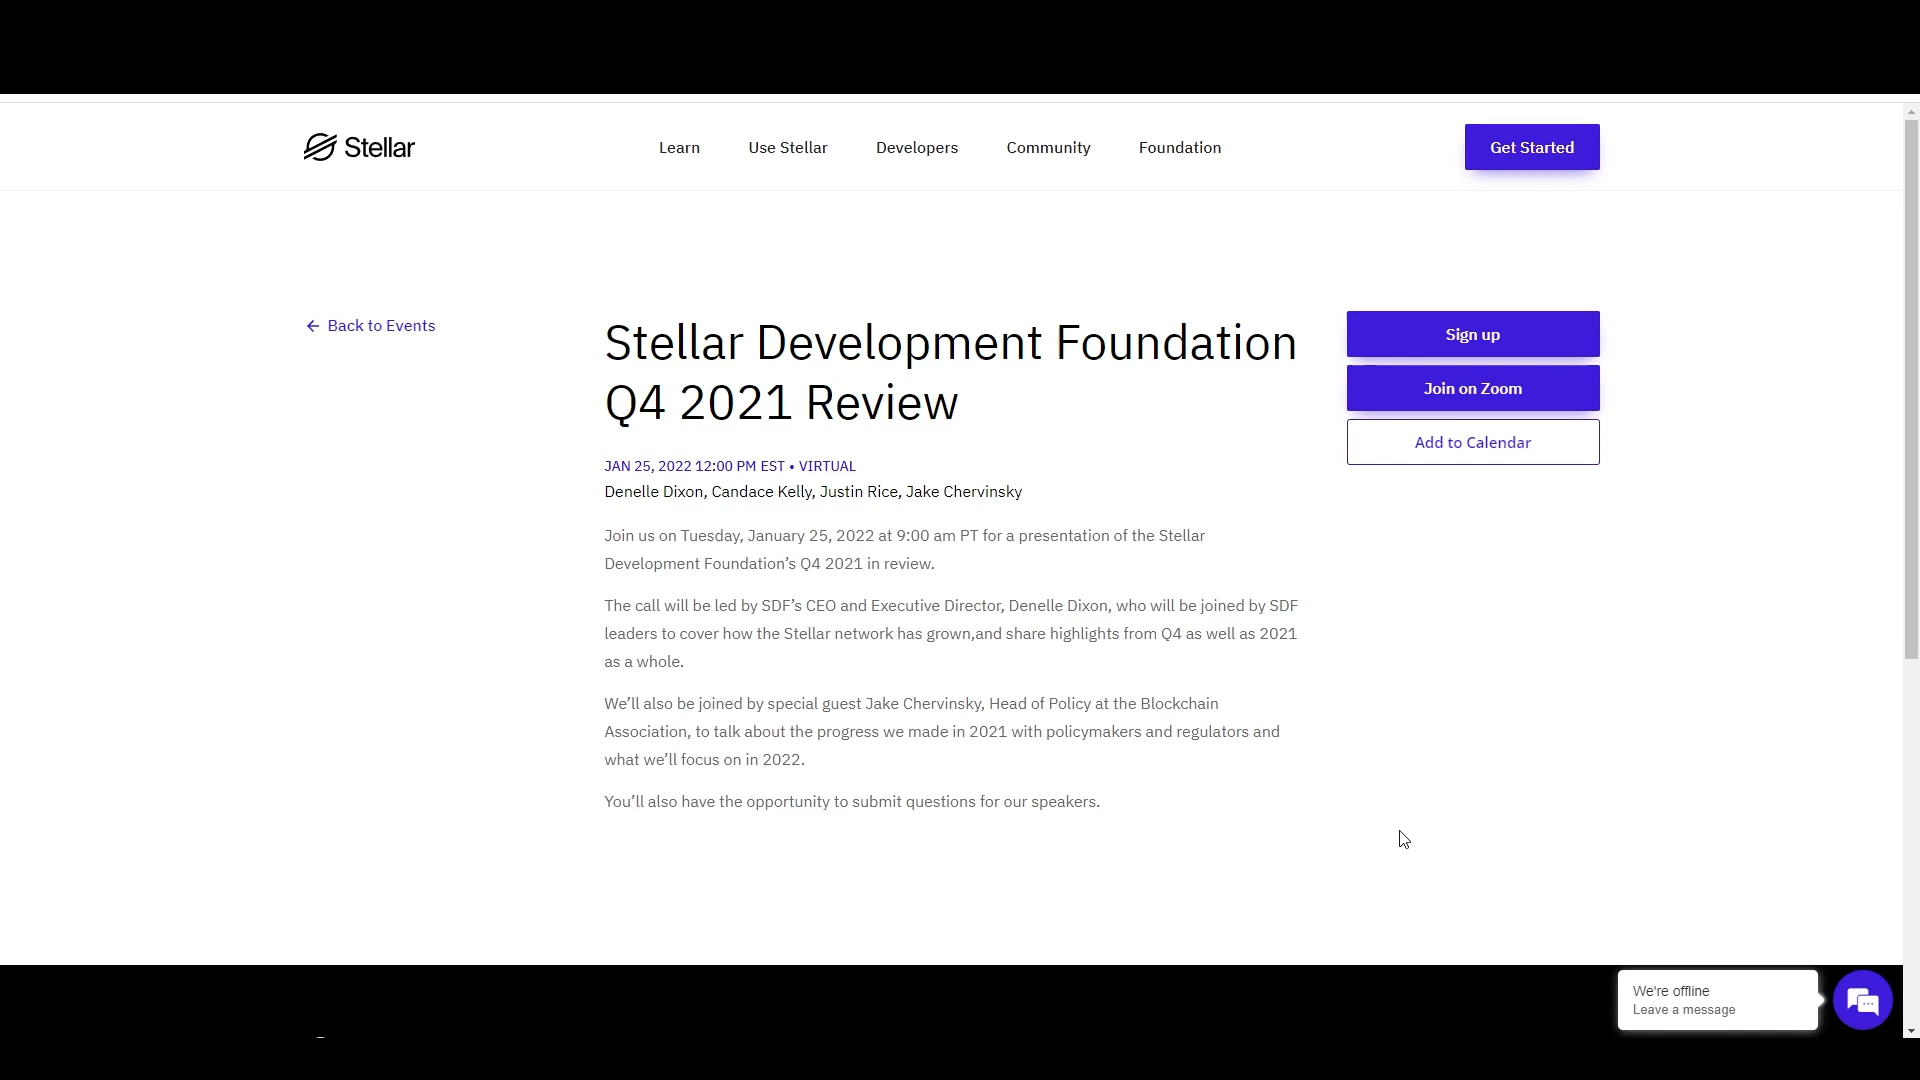 Stellar
Learn
Use Stellar
Developers
Community
Foundation
Get Started
Back to Events
Stellar Development Foundation
Q4 2021 Review
JAN 25, 2022 12:00 PM EST • VIRTUAL
Denelle Dixon, Candace Kelly, Justin Rice, Jake Chervinsky
Join us on Tuesday, January 25, 2022 at 9:00 am PT for a presentation of the Stellar
Development Foundation’s Q4 2021 in review.
The call will be led by SDF’s CEO and Executive Director, Denelle Dixon, who will be joined by SDF
leaders to cover how the Stellar network has grown,and share highlights from Q4 as well as 2021
as a whole.
We’ll also be joined by special guest Jake Chervinsky, Head of Policy at the Blockchain
Association, to talk about the progress we made in 2021 with policymakers and regulators and
what we’ll focus on in 2022.
You’ll also have the opportunity to submit questions for our speakers.
Sign up
Join on Zoom
Add to Calendar
We're offline
Leave a message